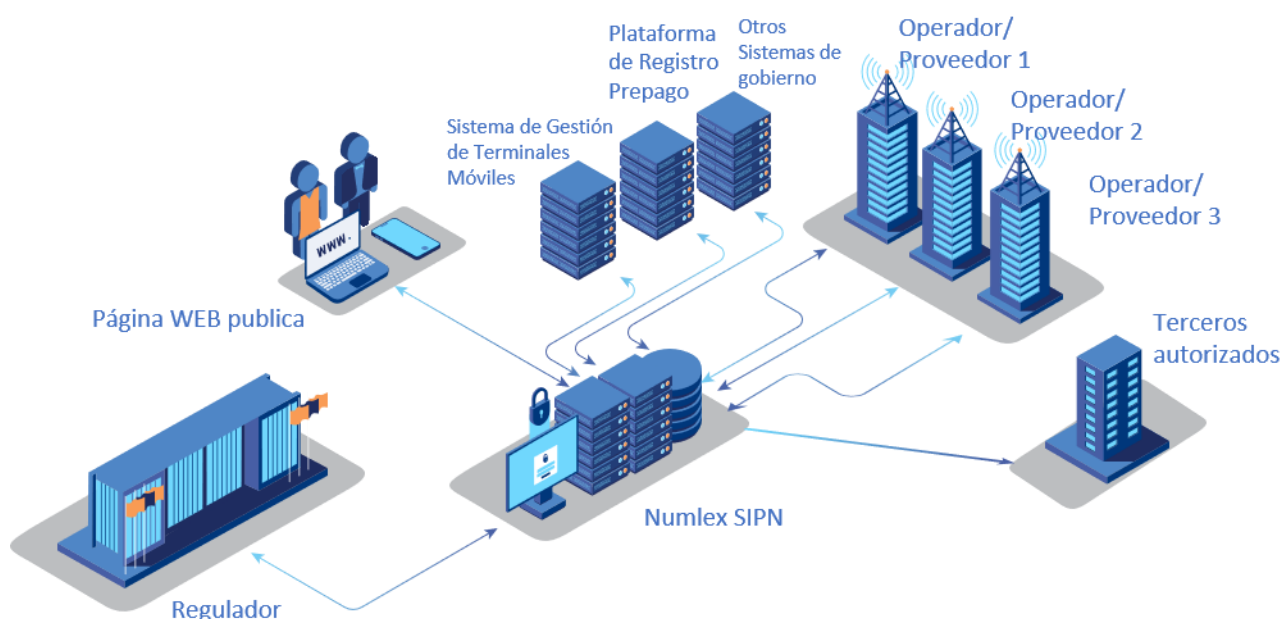 Plataforma
de Registro
Prepago
Otros
Sistemas de
gobierno
Operador/
Proveedor 1
Operador/
Proveedor 2
Operador/
Proveedor 3
Sistema de Gestión
de Terminales
Móviles
WWW.
Página WEB publica
Terceros
autorizados
Numlex SIPN
Regulador